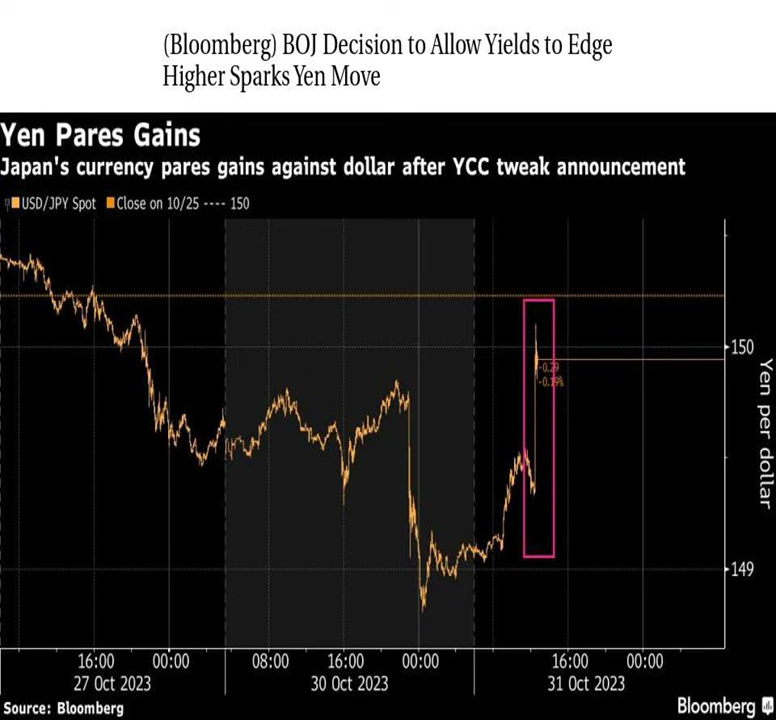 (Bloomberg) BOJ Decision to Allow Yields to Edge
Higher Sparks Yen Move
Yen Pares Gains
Japan's currency pares gains against dollar after YCC tweak announcement
USD/JPY Spot Close on 10/25 ---- 150
150
-0.29
-0.19%
149
Yen per dollar
16:00 00:00 08:00 16:00 00:00 16:00 00:00
27 Oct 2023 30 Oct 2023 31 Oct 2023
Source: Bloomberg
Bloomberg